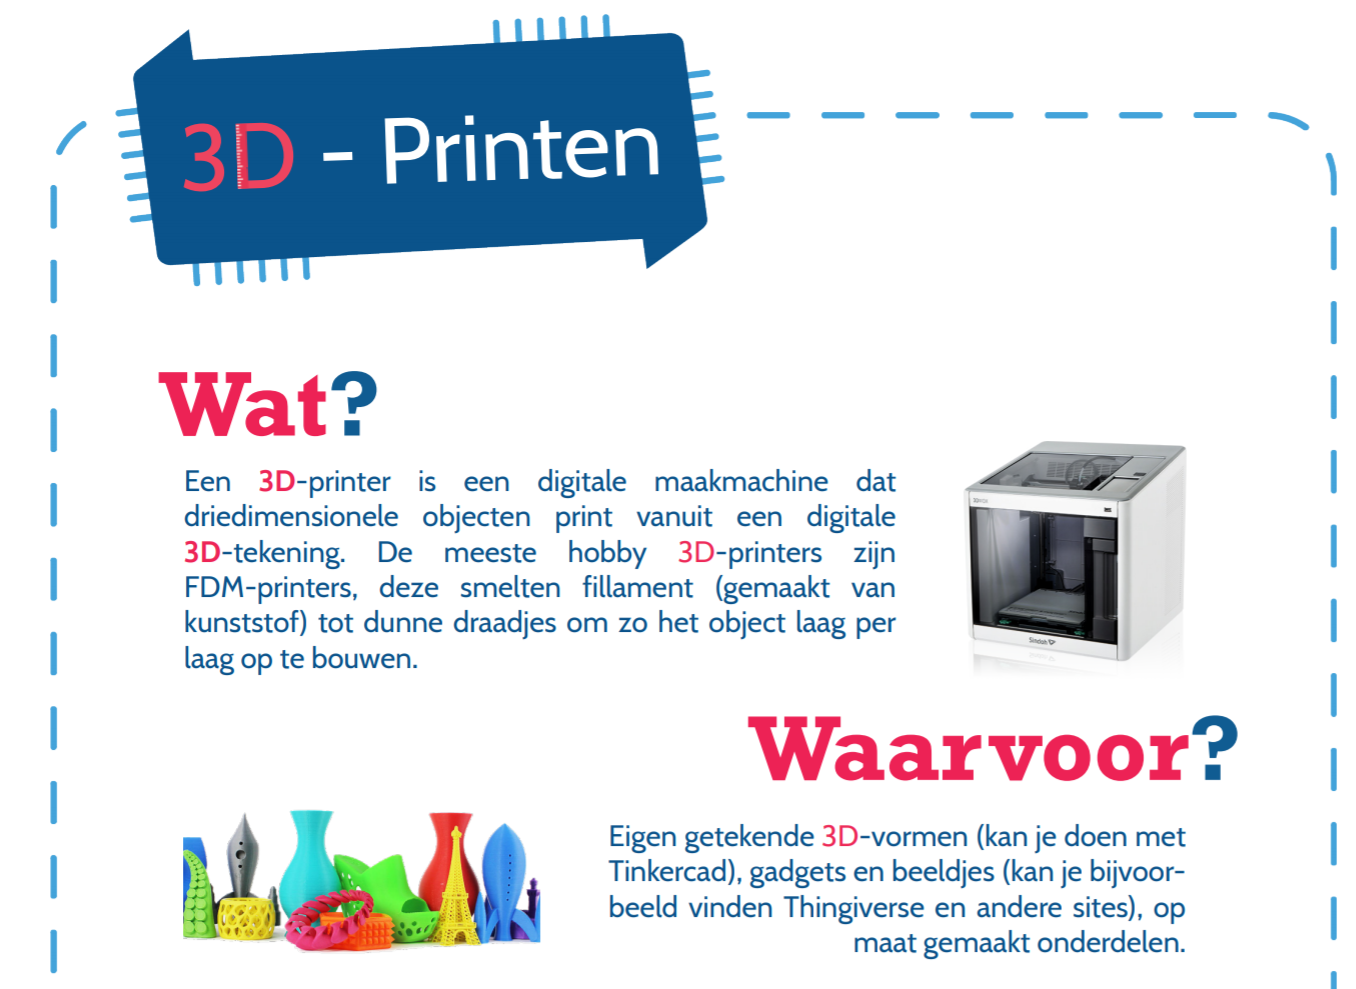 3D - Printen
Wat?
Een 3D-printer is een digitale maakmachine dat
driedimensionele objecten print vanuit een digitale
3D-tekening. De meeste hobby 3D-printers zijn
FDM-printers, deze smelten fillament (gemaakt van
kunststof) tot dunne draadjes om zo het object laag per
laag op te bouwen.
Sindoh
Waarvoor?
Eigen getekende 3D-vormen (kan je doen met
Tinkercad), gadgets en beeldjes (kan je bijvoor-
beeld vinden Thingiverse en andere sites), op
maat gemaakt onderdelen.